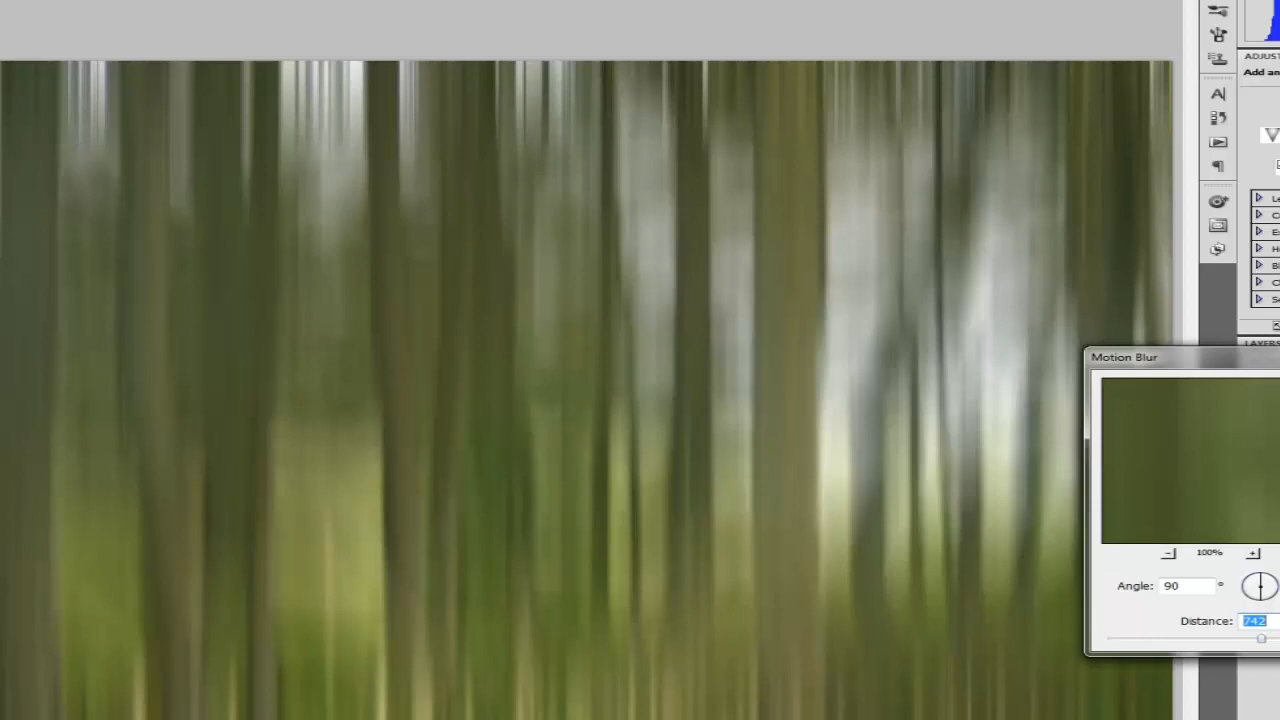 ADJUST
Add an
A
LAYERS
Motion Blur
100%
Angle: 90 °
Distance: 742